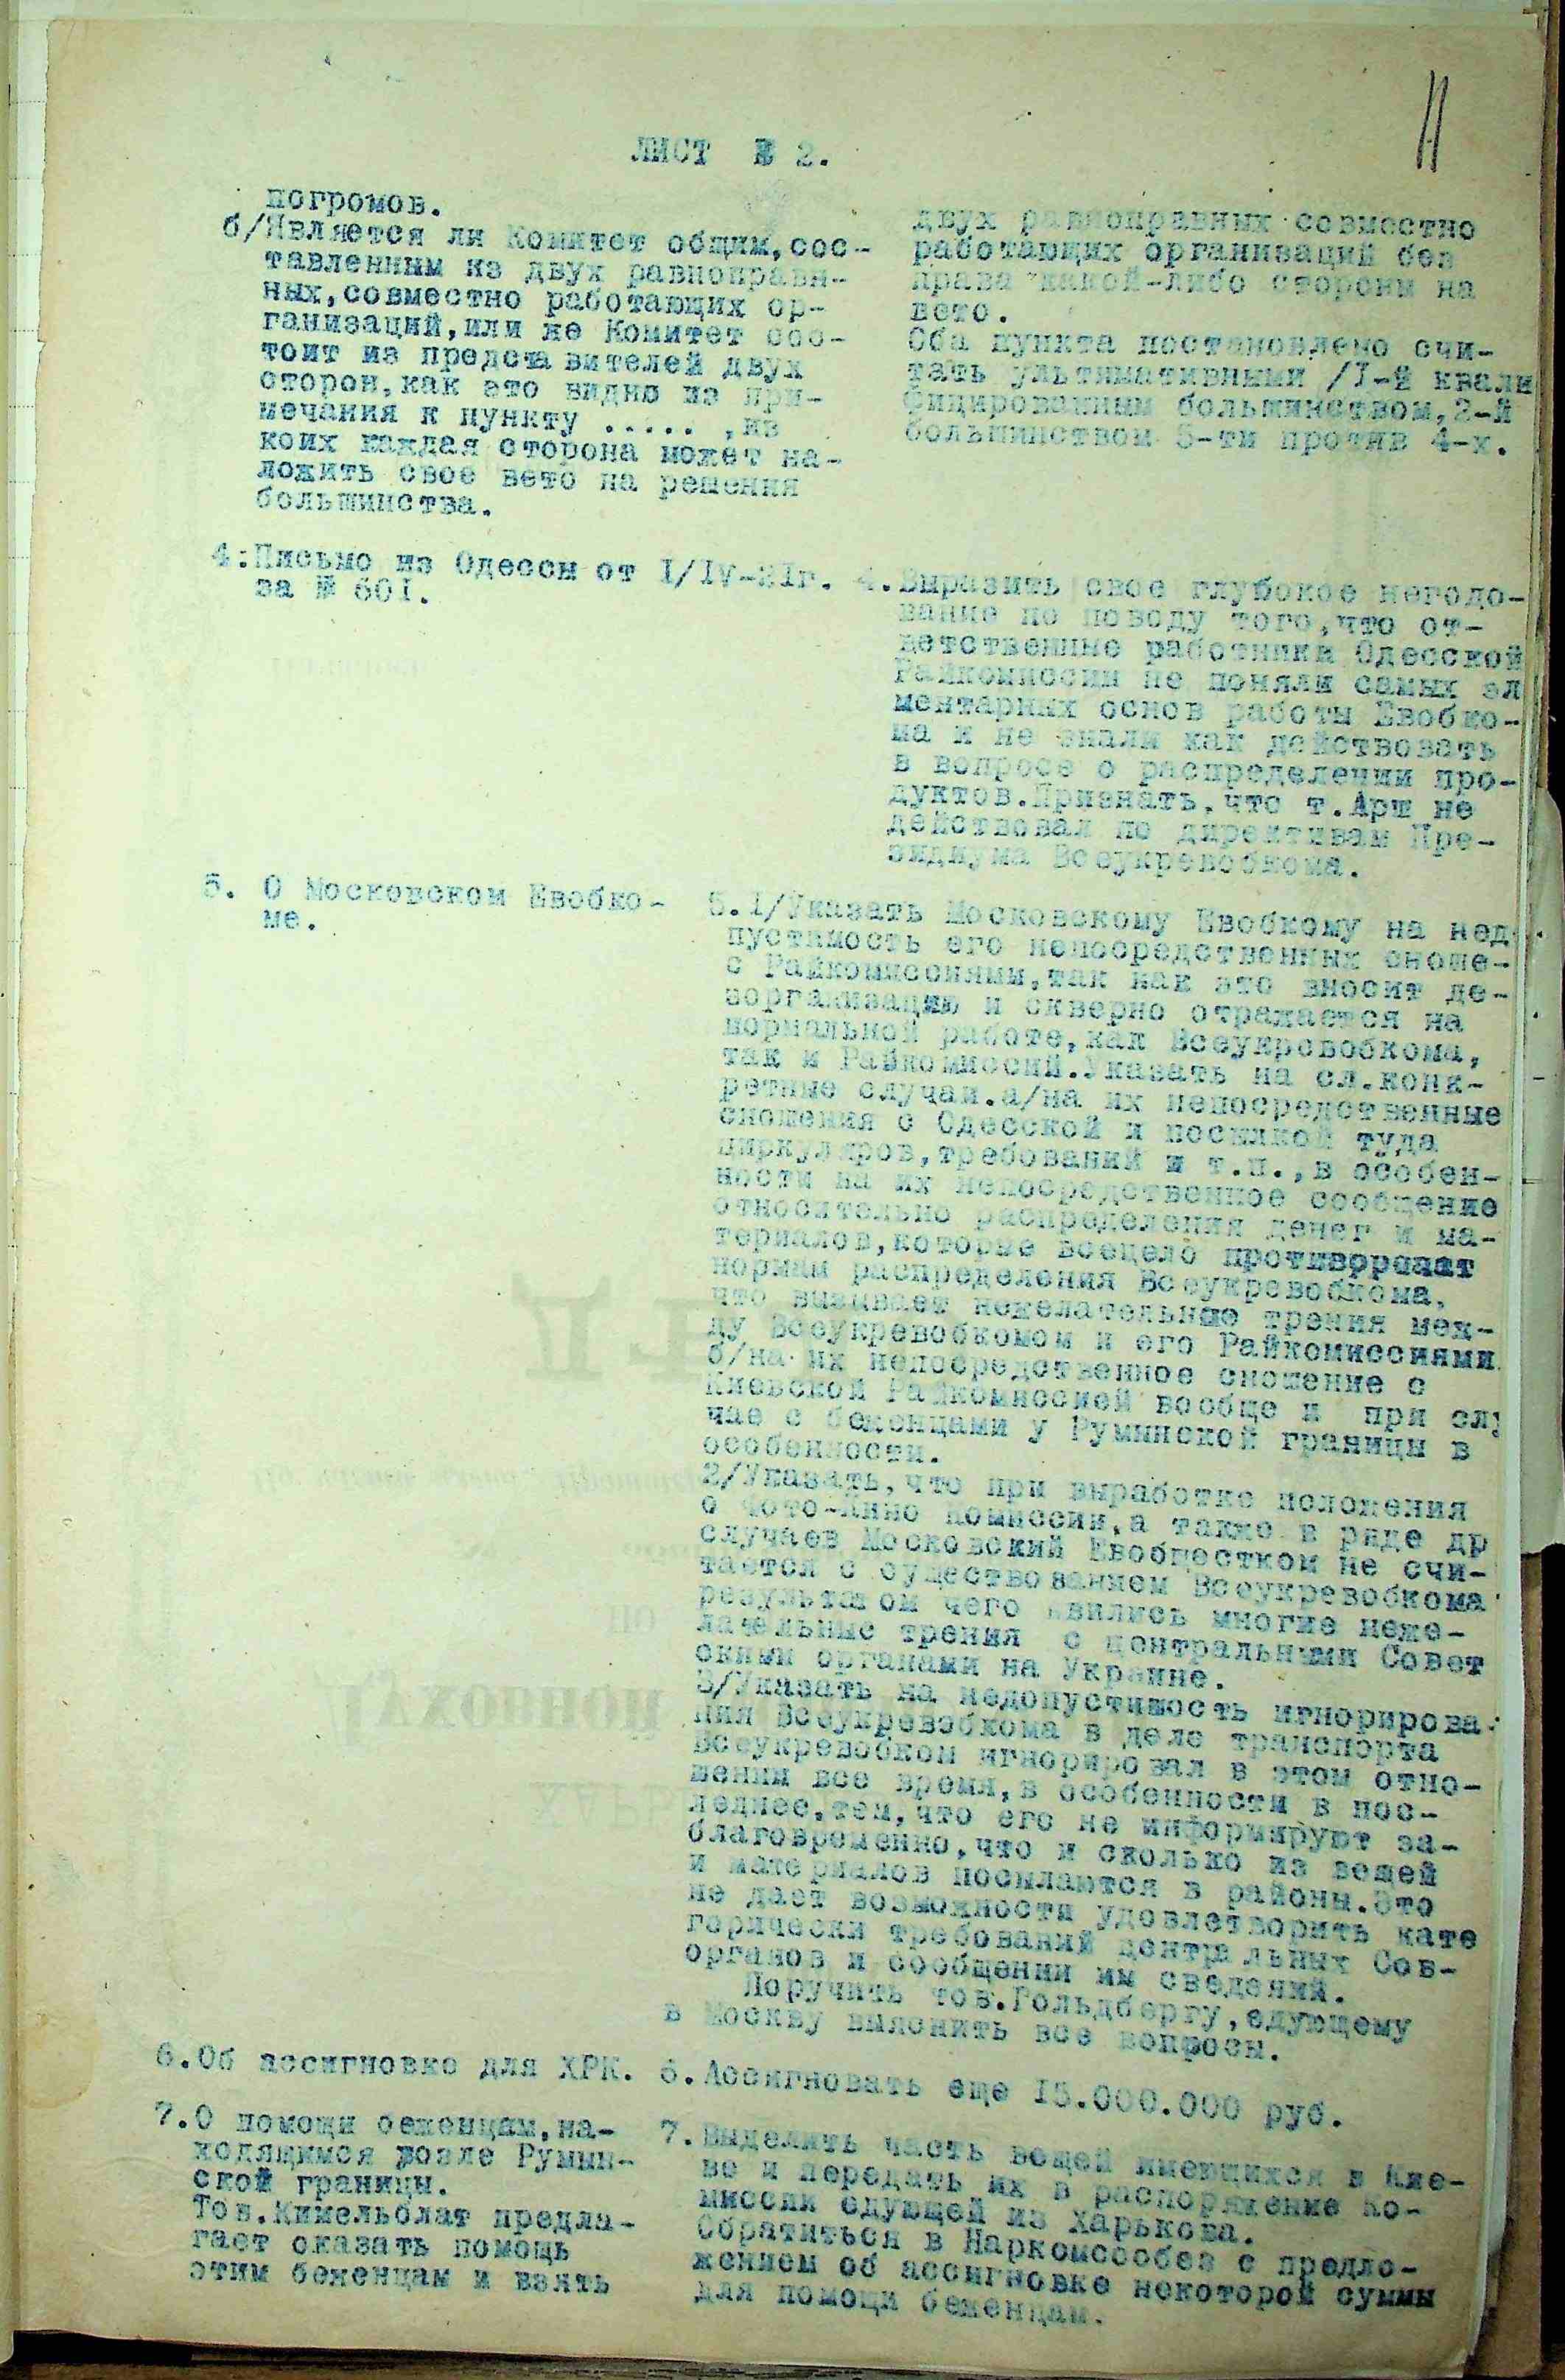 11
ЛИСТ № 2.
погромов.
б/Является ли Комитет общим,сос-
тавленным из двух равноправн-
ных,совместно работающих ор-
ганизаций,или же Комитет сос-
тоит из представителей двух
сторон,как это видно из при-
мечания к пункту ..... ,из
коих каждая сторона может на-
ложить свое вето на решения
большинства.
двух равноправных совместно
работающих организаций без
права какой-либо стороны на
вето.
Оба пункта постановлено счи-
тать ультимативными /I-й квали
фицированным большинством,2-й
большинством 5-ти против 4-х.
4:Письмо из Одессы от I/IV-2Iг.
за № 60I.
4.Выразить свое глубокое негодо-
вание по поводу того,что от-
ветственные работники Одесской
Райкомиссии не поняли самых эл
ментарных основ работы Евобко-
ма и не знали как действовать
в вопросе о распределении про-
дуктов.Признать,что т.Арш не
действовал по директивам Пре-
зидиума Всеукревобкома.
5. О Московском Евобко-
ме.
5.I/Указать Московскому Евобкому на нед
пустимость его непосредственных сноше-
с Райкомиссиями,так как это вносит де-
зорганизацию и скверно отражается на
нормальной работе,как Всеукревобкома,
так и Райкомиссий.Указать на сл.конк-
ретные случаи.а/на их непосредственные
сношения с Одесской и посылкой туда
циркуляров,требований и т.п.,в особен-
ности на их непосредственное сообщение
относительно распределения денег и ма-
териалов,которые всецело
нормам распределения Всеукревобкома,
что вызывает нежелательные трения меж-
ду Всеукревобкомом и его Райкомиссиями
б/на их непосредственное сношение с
Киевской Райкомиссией вообще и при слу
чае с беженцами у Румынской границы в
особенности.
2/Указать,что при выработке положения
о Фото-Кино Комиссии,а также в ряде др
случаев Московский Евобщестком не счи-
тается с существованием Всеукревобкома
результатом чего явились многие неже-
лательные трения с центральными Совет
скими органами на Украине.
3/Указать на недопустимость игнорирова
ния Всеукревобкома в деле транспорта
Всеукревобком игнорировал в этом отно-
шении все время,в особенности в пос-
леднее,тем,что его не информируют за-
благовременно,что и сколько из вещей
и материалов посылаются в районы.Это
не дает возможности удовлетворить кате
горически требований центральных Сов-
органов и сообщении им сведений.
Поручить тов.Гольдбергу,едующему
в Москву выяснить все вопросы.
6.Об ассигновке для ХРК.
6.Ассигновать еще I5.000.000 руб.
7.О помощи беженцам,на-
ходящимся возле Румын-
ской границы.
Тов.Кимельблат предла-
гает оказать помощь
этим беженцам и взять
7.Выделить часть вещей имеющихся в Кие-
ве и передать их в распоряжение Ко-
миссии едующей из Харькова.
Обратиться в Наркомсобез с предло-
жением об ассигновке некоторой суммы
для помощи беженцам.